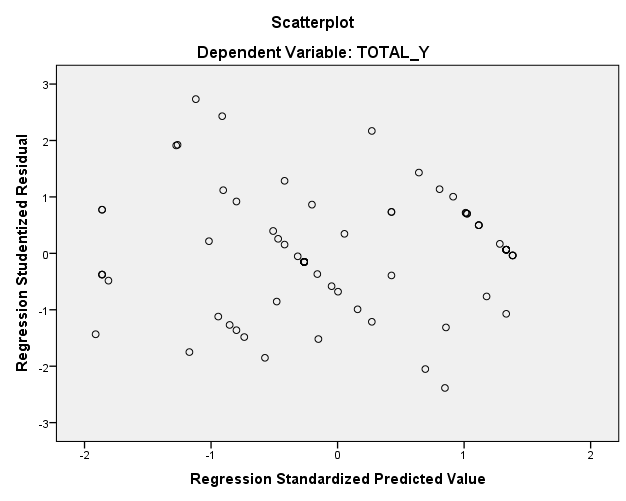 Scatterplot
Dependent Variable: TOTAL_Y
Regression Studentized Residual
3
2
1
0
-1
-2
-3
-2 -1 0 1 2
Regression Standardized Predicted Value